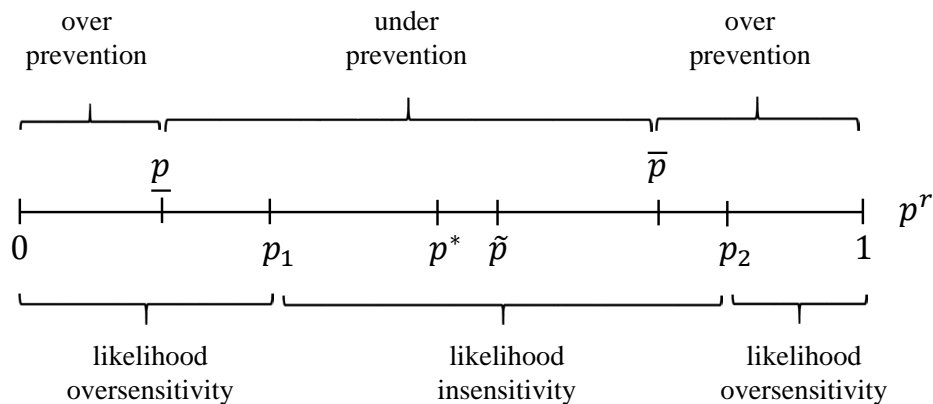 over under over
prevention prevention prevention
p̲ p̅
0 p₁ p* p̃ p₂ 1 pʳ
likelihood likelihood likelihood
oversensitivity insensitivity oversensitivity